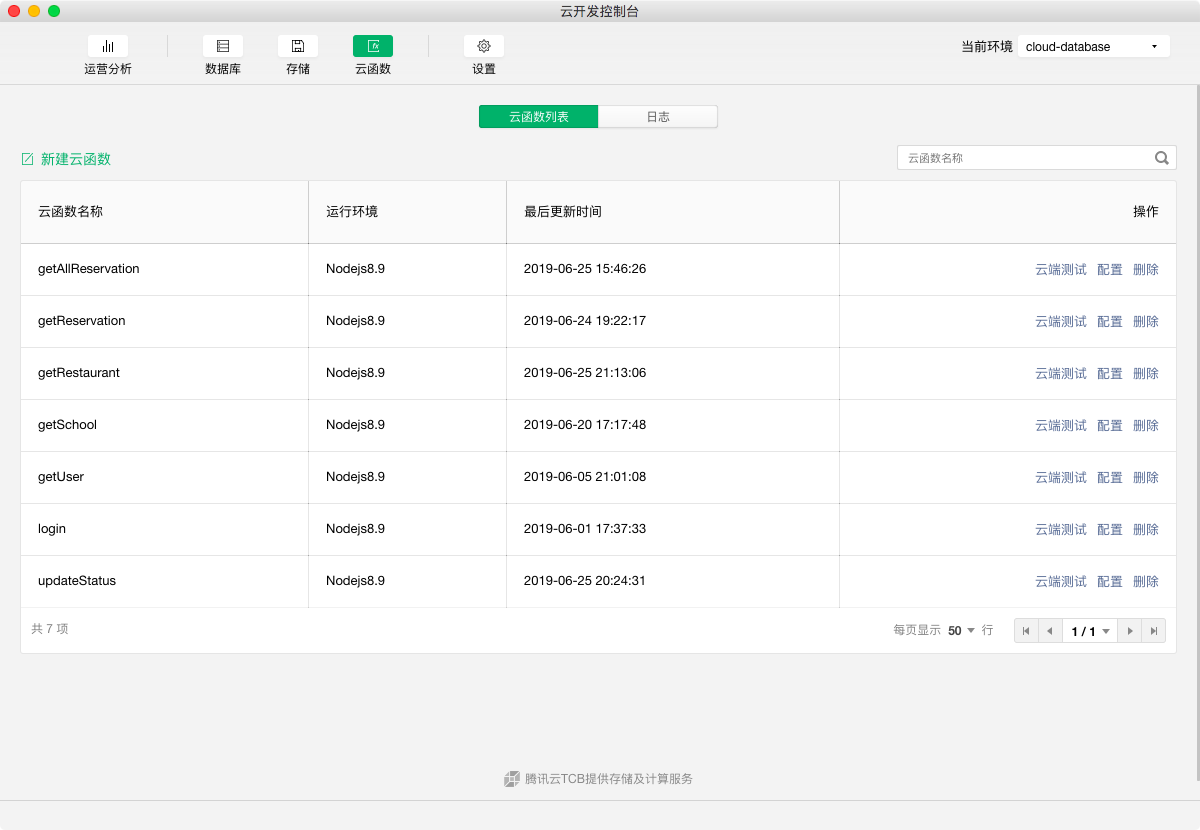 云开发控制台
运营分析 数据库 存储 云函数 设置 当前环境 cloud-database
云函数列表 日志
新建云函数 云函数名称
云函数名称 运行环境 最后更新时间 操作
getAllReservation Nodejs8.9 2019-06-25 15:46:26 云端测试 配置 删除
getReservation Nodejs8.9 2019-06-24 19:22:17 云端测试 配置 删除
getRestaurant Nodejs8.9 2019-06-25 21:13:06 云端测试 配置 删除
getSchool Nodejs8.9 2019-06-20 17:17:48 云端测试 配置 删除
getUser Nodejs8.9 2019-06-05 21:01:08 云端测试 配置 删除
login Nodejs8.9 2019-06-01 17:37:33 云端测试 配置 删除
updateStatus Nodejs8.9 2019-06-25 20:24:31 云端测试 配置 删除
共 7 项 每页显示 50 行 1 / 1
腾讯云TCB提供存储及计算服务